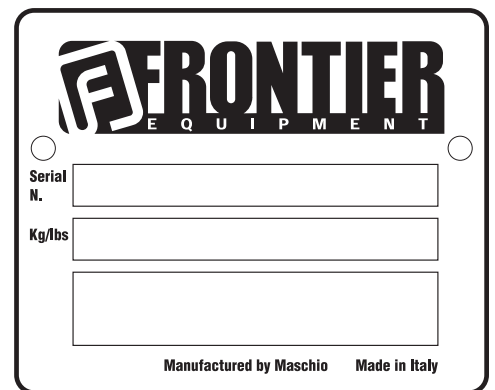 FRONTIER
EQUIPMENT
Serial
N.
Kg/lbs
Manufactured by Maschio Made in Italy